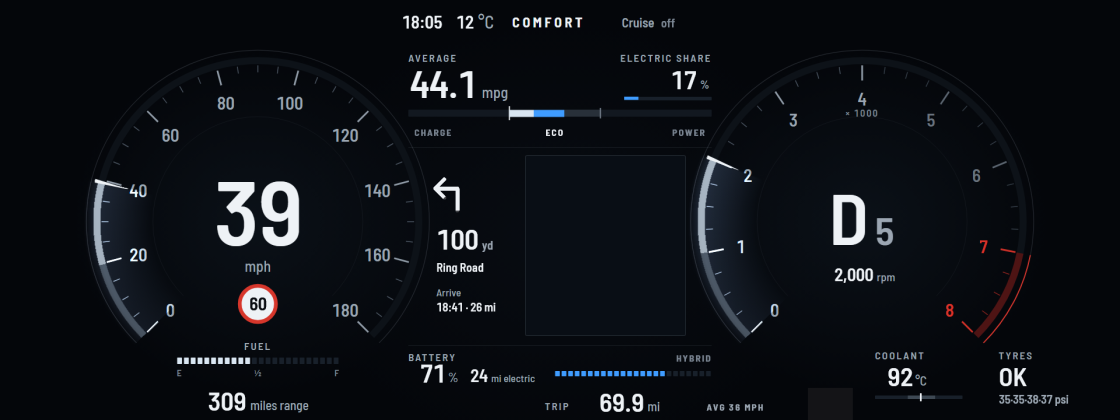 18:05 12 °C COMFORT Cruise off
AVERAGE
44.1 mpg
ELECTRIC SHARE
17 %
CHARGE ECO POWER
0
20
40
60
80
100
120
140
160
180
39
mph
60
100 yd
Ring Road
Arrive
18:41 · 26 mi
0
1
2
3
4
× 1000
5
6
7
8
D 5
2,000 rpm
FUEL
E ½ F
309 miles range
BATTERY
71 % 24 mi electric
HYBRID
TRIP 69.9 mi AVG 36 MPH
COOLANT
92 °C
TYRES
OK
35·35·38·37 psi